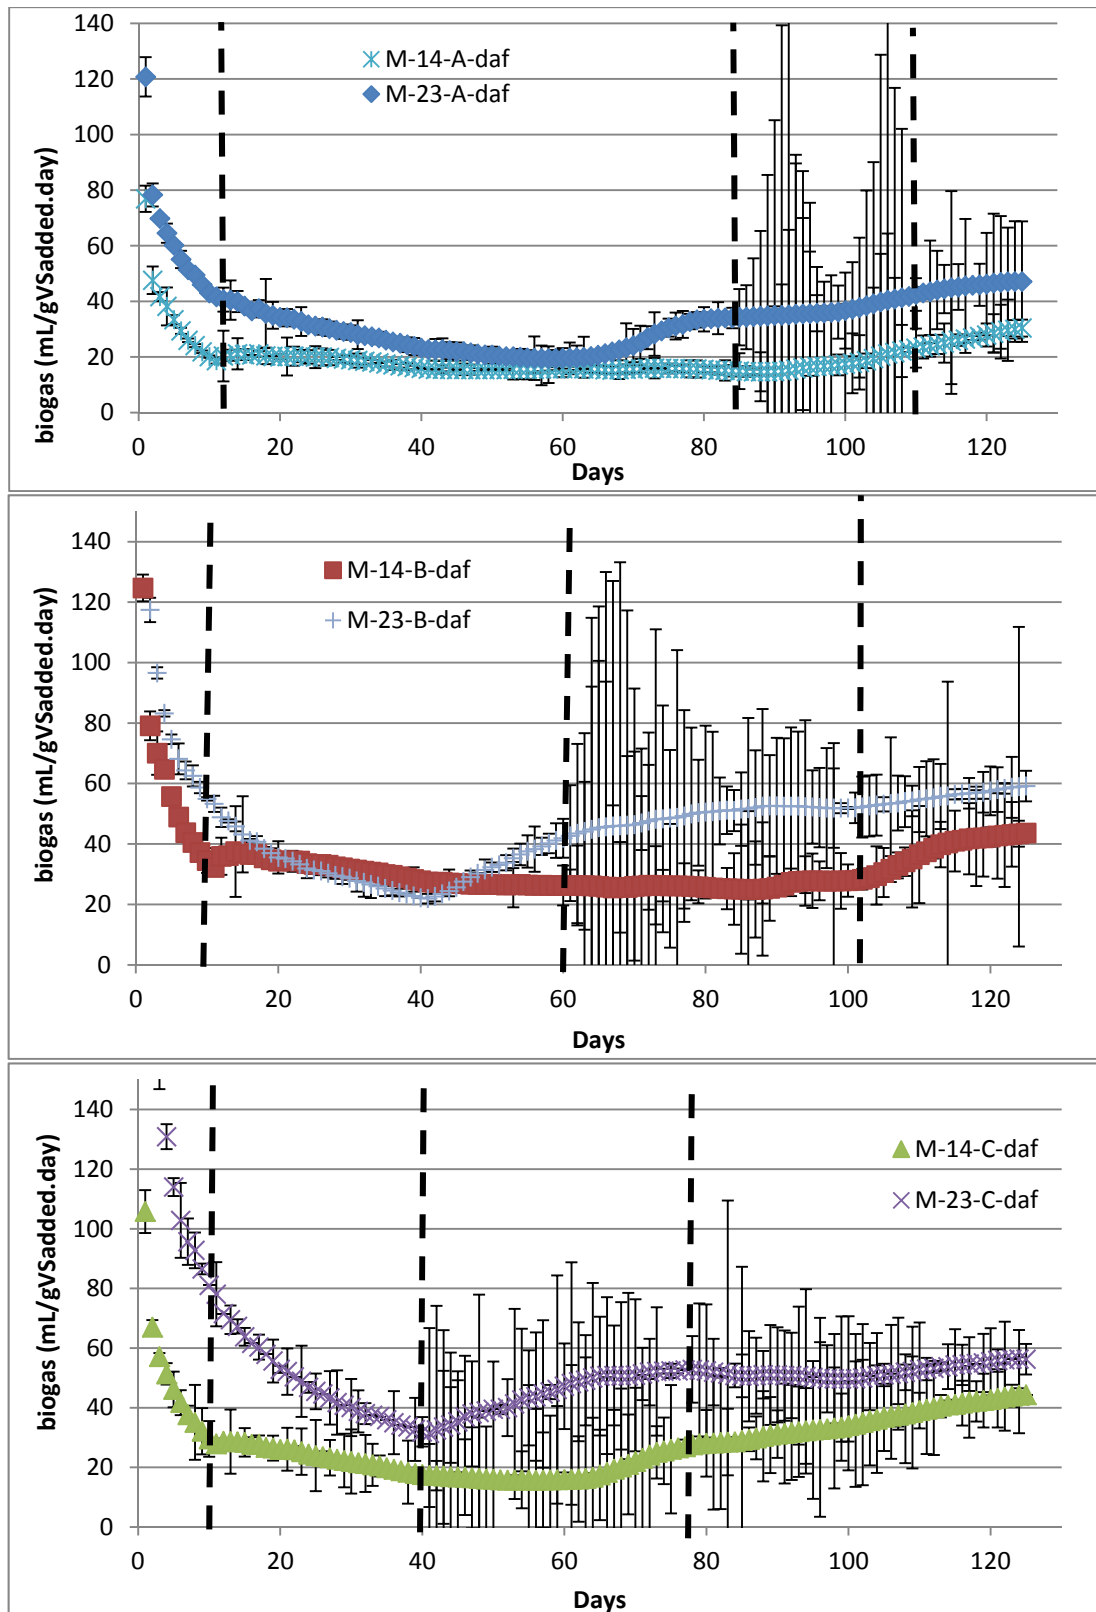 biogas (mL/gVSadded.day)
140
120
100
80
60
40
20
0
M-14-A-daf
M-23-A-daf
0 20 40 60 80 100 120
Days
biogas (mL/gVSadded.day)
140
120
100
80
60
40
20
0
M-14-B-daf
M-23-B-daf
0 20 40 60 80 100 120
Days
biogas (mL/gVSadded.day)
140
120
100
80
60
40
20
0
M-14-C-daf
M-23-C-daf
0 20 40 60 80 100 120
Days